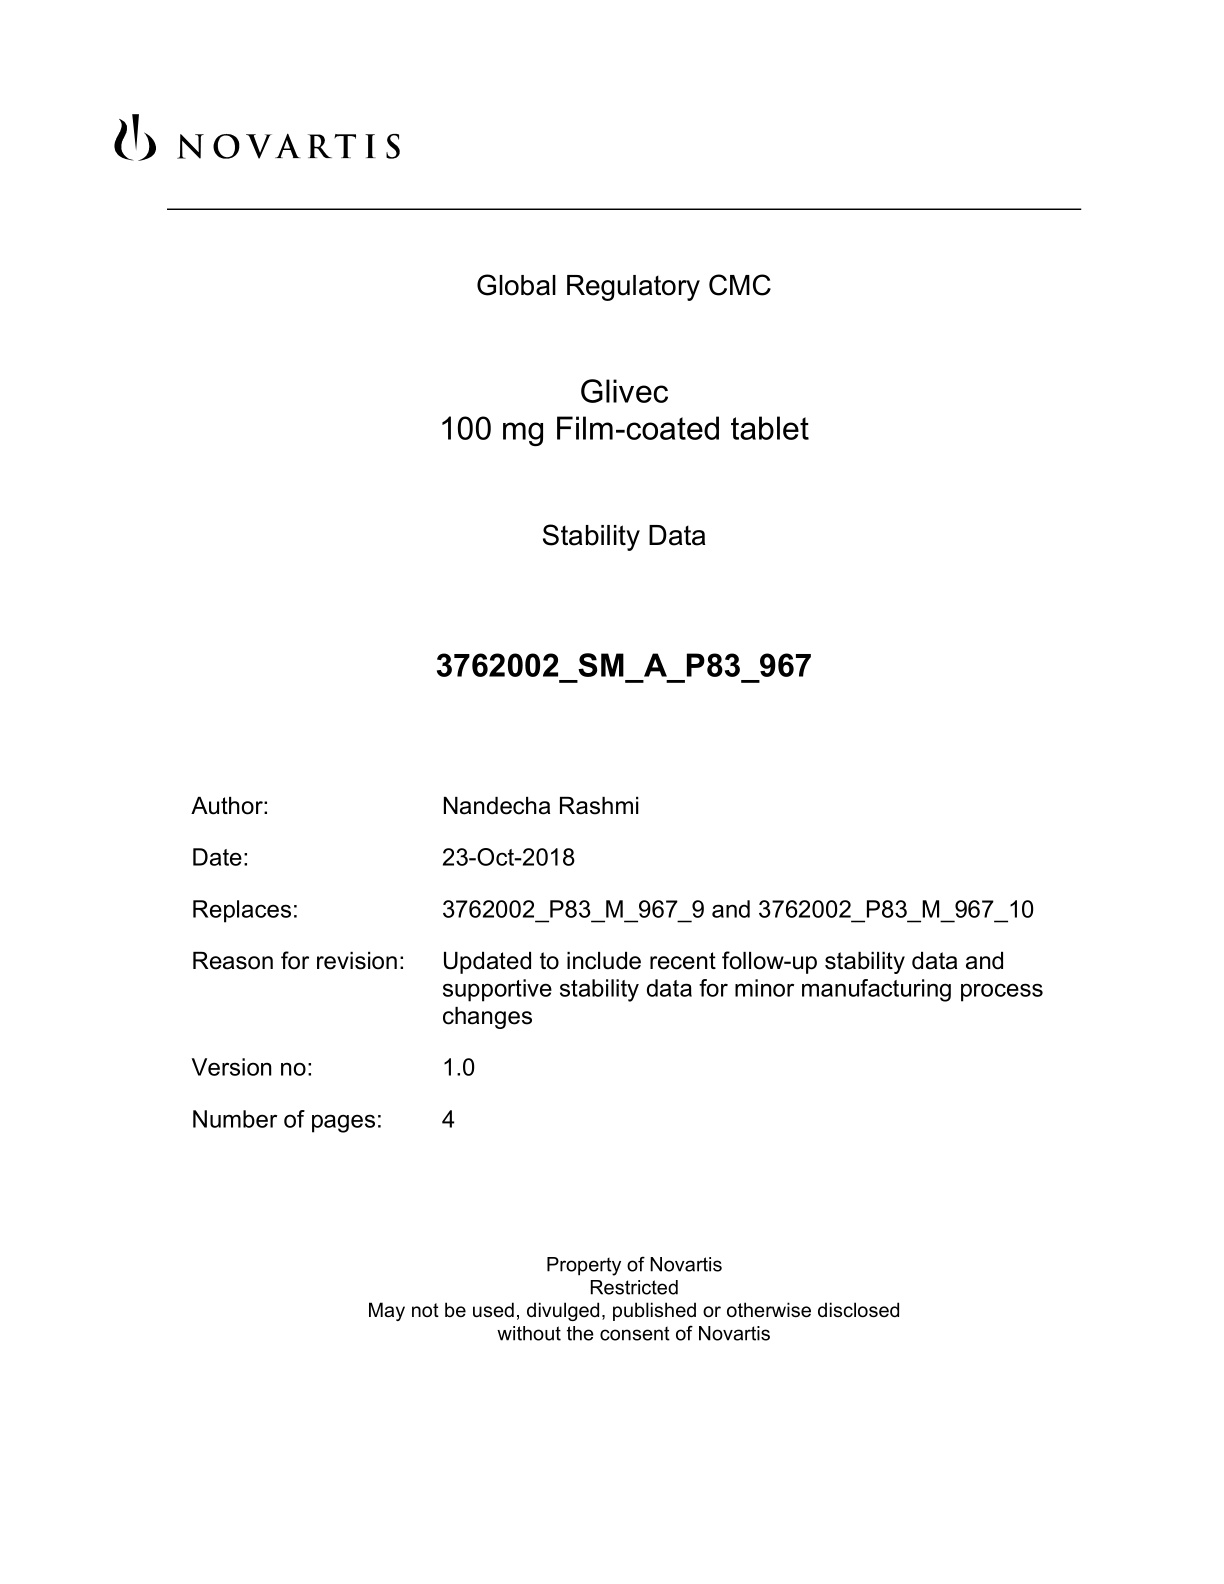 NOVARTIS
Global Regulatory CMC
Glivec
100 mg Film-coated tablet
Stability Data
3762002_SM_A_P83_967
Author: Nandecha Rashmi
Date: 23-Oct-2018
Replaces: 3762002_P83_M_967_9 and 3762002_P83_M_967_10
Reason for revision: Updated to include recent follow-up stability data and
supportive stability data for minor manufacturing process
changes
Version no: 1.0
Number of pages: 4
Property of Novartis
Restricted
May not be used, divulged, published or otherwise disclosed
without the consent of Novartis